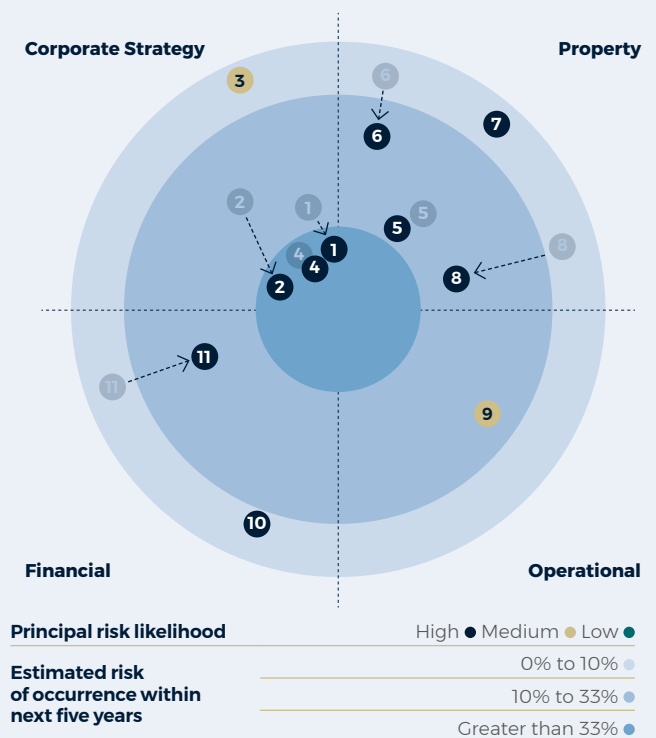 Corporate Strategy
Property
3
6
7
6
2
1
5
5
1
4
4
8
8
2
11
11
9
10
Financial
Operational
Principal risk likelihood
High Medium Low
Estimated risk
of occurrence within
next five years
0% to 10%
10% to 33%
Greater than 33%